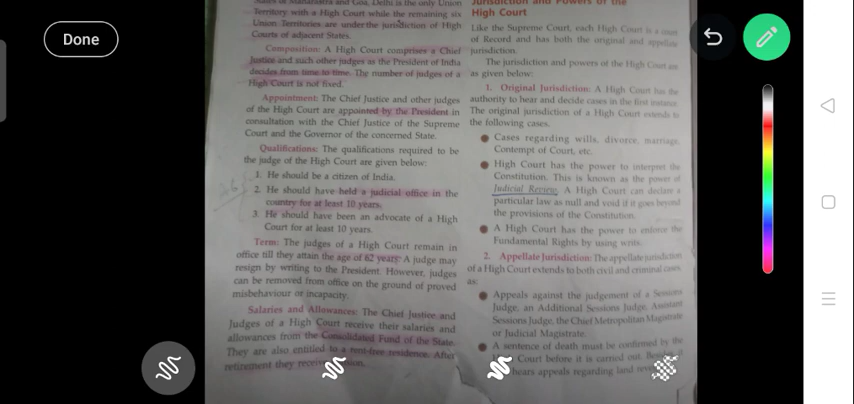 Done
States of Maharashtra and Goa. Delhi is the only Union
Territory with a High Court while the remaining six
Union Territories are under the jurisdiction of High
Courts of adjacent States.
Composition: A High Court comprises a Chief
Justice and such other judges as the President of India
decides from time to time. The number of judges of a
High Court is not fixed.
Appointment: The Chief Justice and other judges
of the High Court are appointed by the President in
consultation with the Chief Justice of the Supreme
Court and the Governor of the concerned State.
Qualifications: The qualifications required to be
the judge of the High Court are given below:
1. He should be a citizen of India.
2. He should have held a judicial office in the
country for at least 10 years.
3. He should have been an advocate of a High
Court for at least 10 years.
Term: The judges of a High Court remain in
office till they attain the age of 62 years. A judge may
resign by writing to the President. However, judges
can be removed from office on the ground of proved
misbehaviour or incapacity.
Salaries and Allowances: The Chief Justice and
Judges of a High Court receive their salaries and
allowances from the Consolidated Fund of the State.
They are also entitled to a rent-free residence. After
retirement they receive
Jurisdiction and Powers of the
High Court
Like the Supreme Court, each High Court is a
of Record and has both the original and appellate
jurisdiction.
The jurisdiction and powers of the High Court are
as given below:
1. Original Jurisdiction: A High Court has the
authority to hear and decide cases in the first instance.
The original jurisdiction of a High Court extends to
the following cases.
Cases regarding wills, divorce, marriage,
Contempt of Court, etc.
High Court has the power to interpret the
Constitution. This is known as the power of
Judicial Review. A High Court can declare a
particular law as null and void if it goes beyond
the provisions of the Constitution.
A High Court has the power to enforce the
Fundamental Rights by using writs.
2. Appellate Jurisdiction: The appellate jurisdiction
of a High Court extends to both civil and criminal cases,
as:
Appeals against the judgement of a Sessions
Judge, an Additional Sessions Judge, Assistant
Sessions Judge, the Chief Metropolitan Magistrate
or Judicial Magistrate.
A sentence of death must be confirmed by the
Court before it is carried out.
hears appeals regarding land